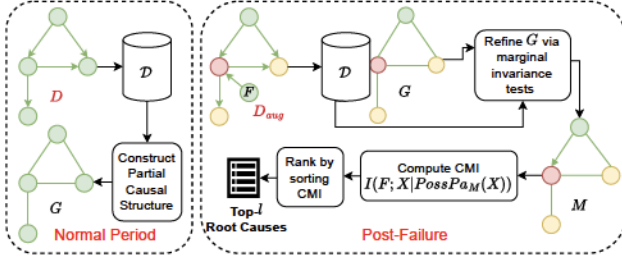 D
𝒟
Construct
Partial
Causal
Structure
G
Normal Period
F
D_aug
𝒟
G
Refine G via
marginal
invariance
tests
M
Compute CMI
I(F; X|PossPa_M(X))
Rank by
sorting
CMI
Top-l
Root Causes
Post-Failure